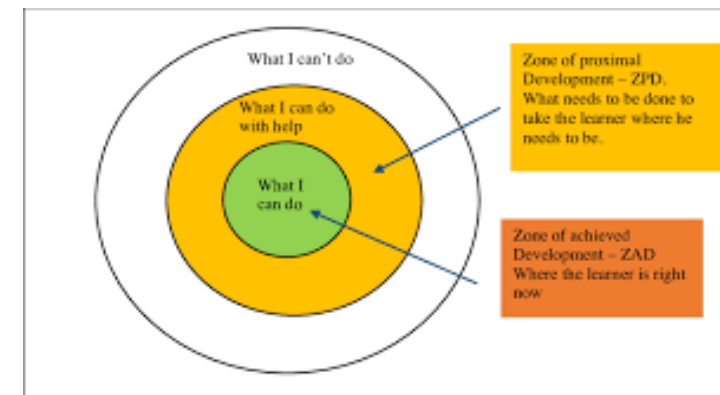 What I can't do
What I can do
with help
What I
can do
Zone of proximal
Development – ZPD.
What needs to be done to
take the learner where he
needs to be.
Zone of achieved
Development – ZAD
Where the learner is right
now